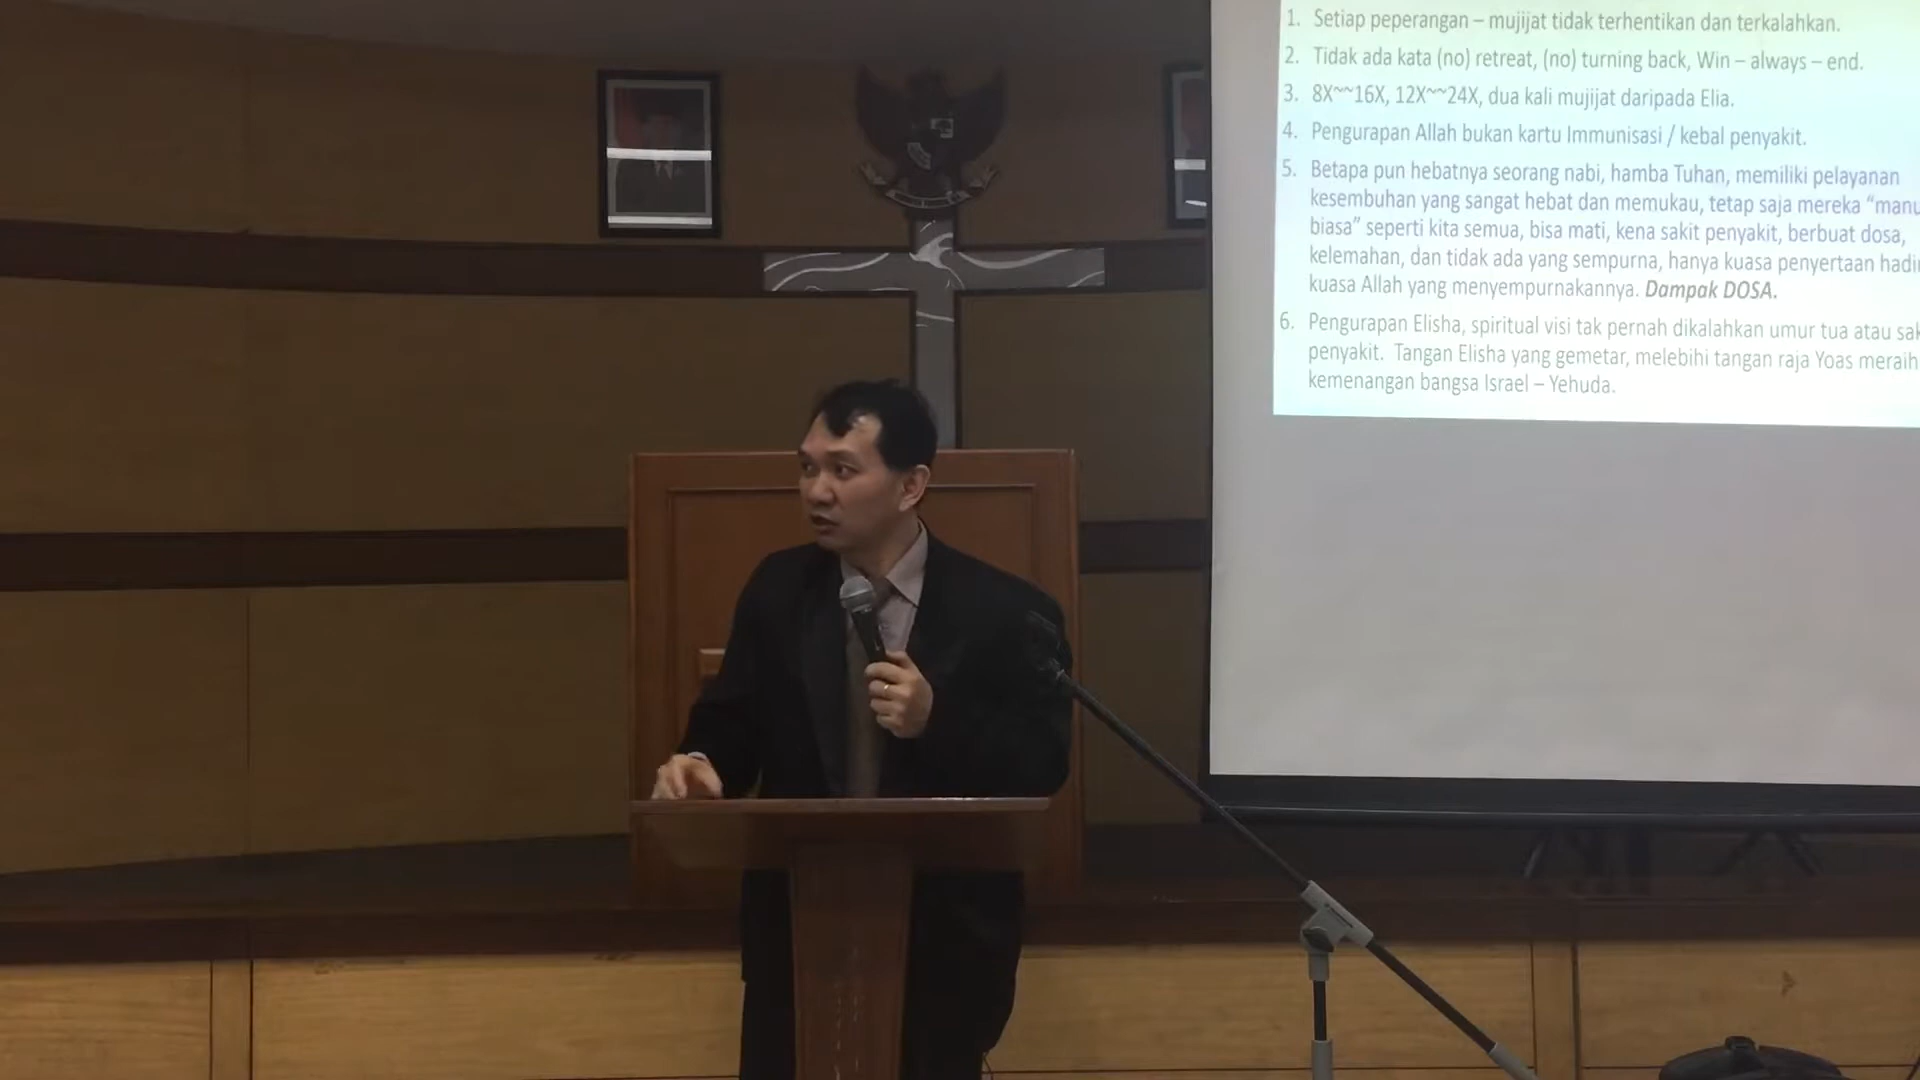 1. Setiap peperangan – mujijat tidak terhentikan dan terkalahkan.
2. Tidak ada kata (no) retreat, (no) turning back, Win – always – end.
3. 8X~~16X, 12X~~24X, dua kali mujijat daripada Elia.
4. Pengurapan Allah bukan kartu Immunisasi / kebal penyakit.
5. Betapa pun hebatnya seorang nabi, hamba Tuhan, memiliki pelayanan
kesembuhan yang sangat hebat dan memukau, tetap saja mereka “manu
biasa” seperti kita semua, bisa mati, kena sakit penyakit, berbuat dosa,
kelemahan, dan tidak ada yang sempurna, hanya kuasa penyertaan hadi
kuasa Allah yang menyempurnakannya. Dampak DOSA.
6. Pengurapan Elisha, spiritual visi tak pernah dikalahkan umur tua atau sak
penyakit. Tangan Elisha yang gemetar, melebihi tangan raja Yoas meraih
kemenangan bangsa Israel – Yehuda.